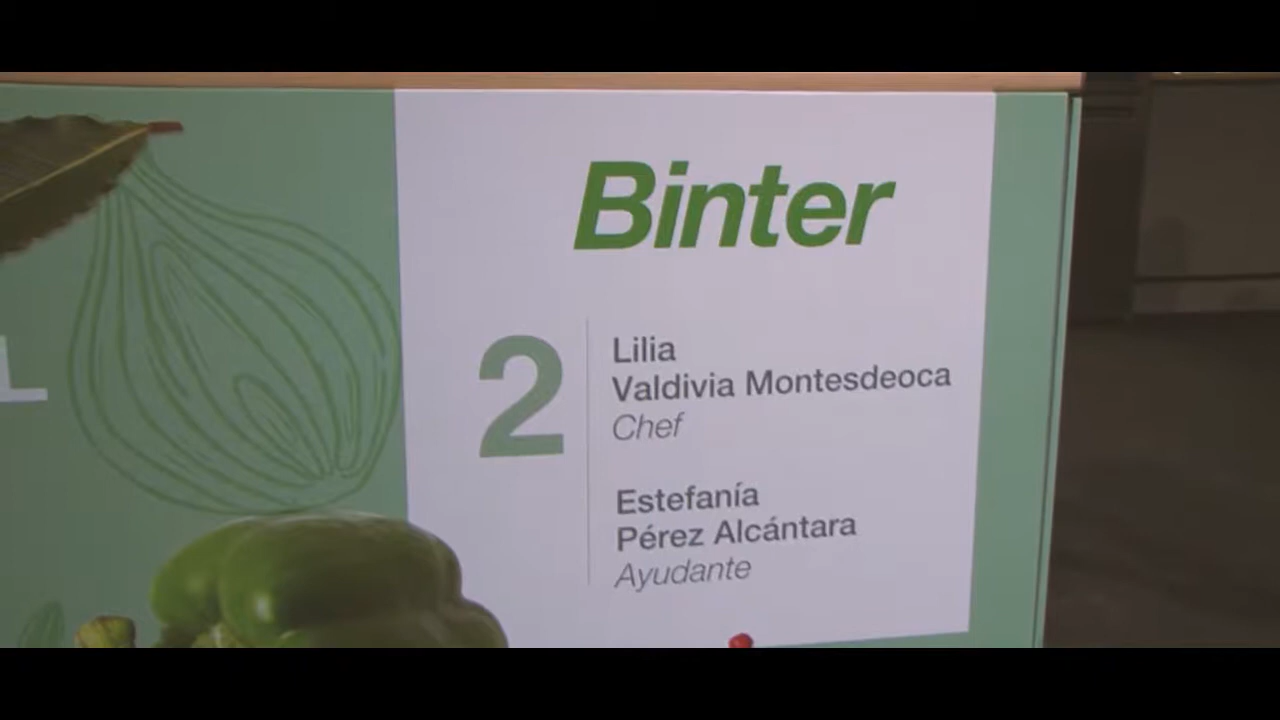 Binter
2
Lilia
Valdivia Montesdeoca
Chef
Estefanía
Pérez Alcántara
Ayudante